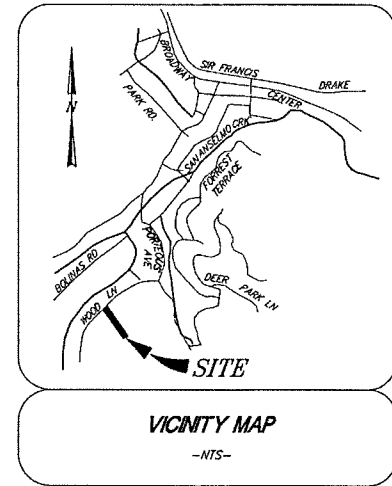 BROADWAY
SIR FRANCIS
DRAKE
CENTER
PARK RD.
N
SAN ANSELMO CRK
FORREST
TERRACE
PORTEOUS
AVE
BOLINAS RD
DEER
PARK LN
WOOD LN
SITE
VICINITY MAP
-NTS-